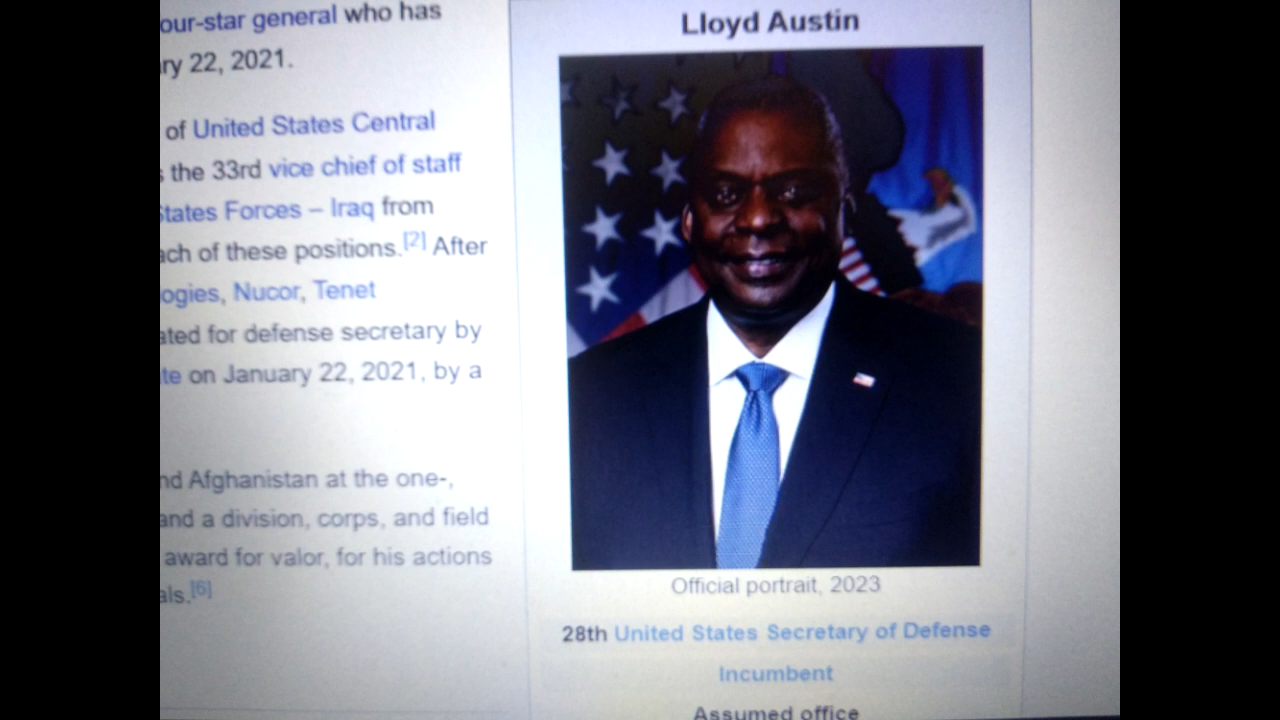 our-star general who has
ry 22, 2021.
of United States Central
s the 33rd vice chief of staff
States Forces – Iraq from
ach of these positions.[2] After
ogies, Nucor, Tenet
ated for defense secretary by
te on January 22, 2021, by a
nd Afghanistan at the one-,
and a division, corps, and field
award for valor, for his actions
als.[6]
Lloyd Austin
Official portrait, 2023
28th United States Secretary of Defense
Incumbent
Assumed office